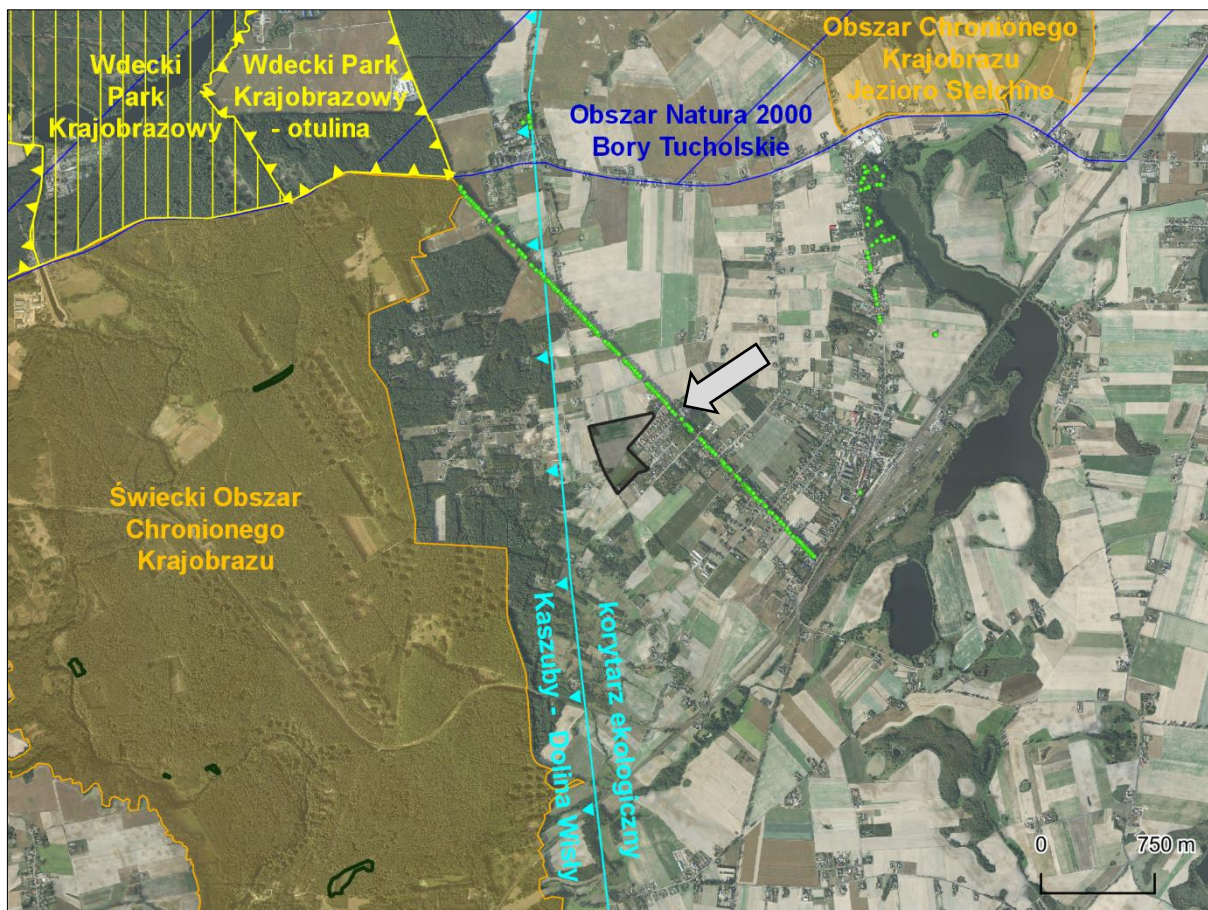 Wdecki
Park
Krajobrazowy
Wdecki Park
Krajobrazowy
- otulina
Obszar Natura 2000
Bory Tucholskie
Obszar Chronionego
Krajobrazu
Jezioro Stelchno
Świecki Obszar
Chronionego
Krajobrazu
korytarz ekologiczny
Kaszuby - Dolina Wisły
0 750 m